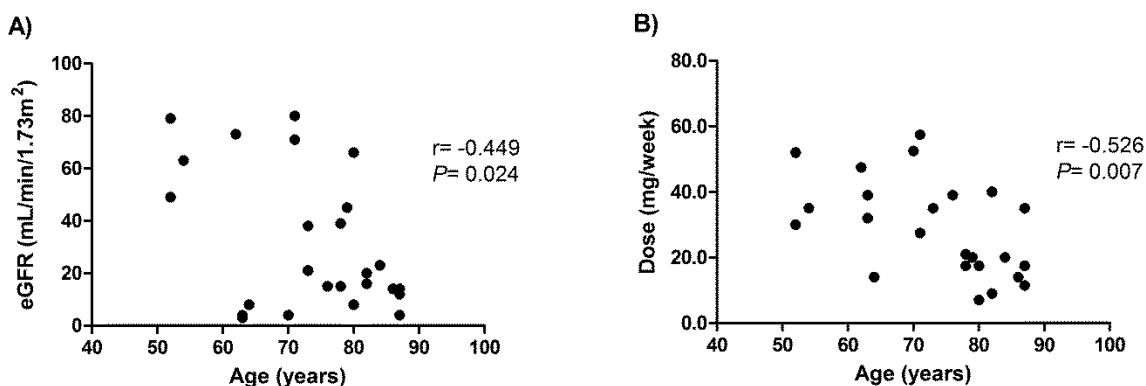 A)
100
80
60
40
20
0
40 50 60 70 80 90 100
Age (years)
eGFR (mL/min/1.73m²)
r= -0.449
P= 0.024
B)
80.0
60.0
40.0
20.0
0.0
40 50 60 70 80 90 100
Age (years)
Dose (mg/week)
r= -0.526
P= 0.007